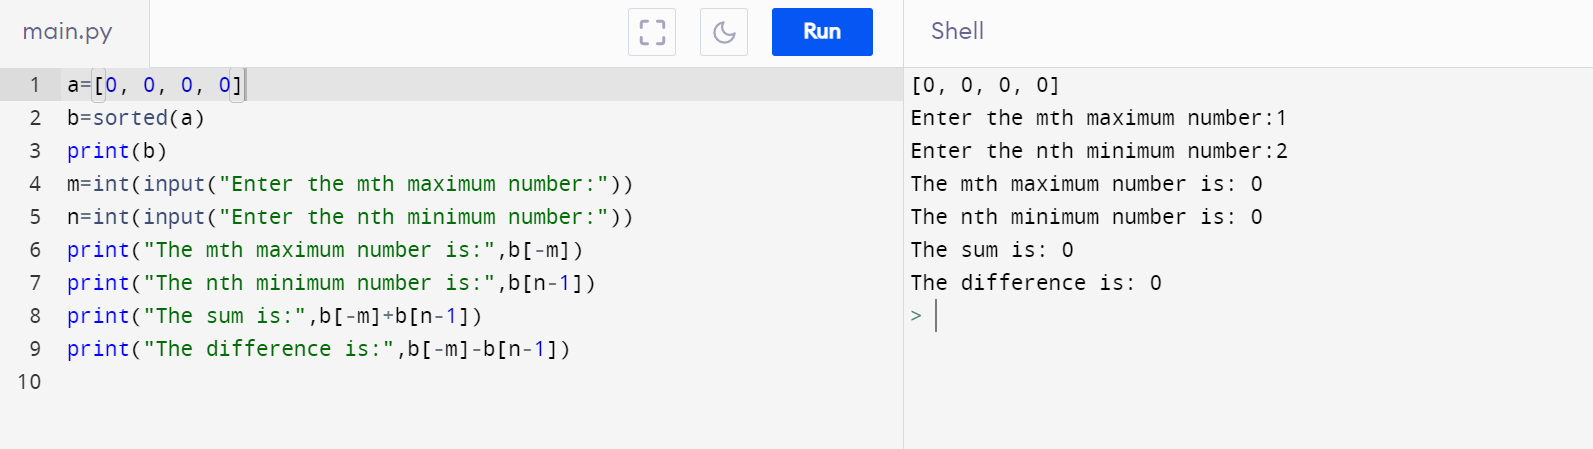 main.py
Run
Shell
1 a=[0, 0, 0, 0]
2 b=sorted(a)
3 print(b)
4 m=int(input("Enter the mth maximum number:"))
5 n=int(input("Enter the nth minimum number:"))
6 print("The mth maximum number is:",b[-m])
7 print("The nth minimum number is:",b[n-1])
8 print("The sum is:",b[-m]+b[n-1])
9 print("The difference is:",b[-m]-b[n-1])
10
[0, 0, 0, 0]
Enter the mth maximum number:1
Enter the nth minimum number:2
The mth maximum number is: 0
The nth minimum number is: 0
The sum is: 0
The difference is: 0
>